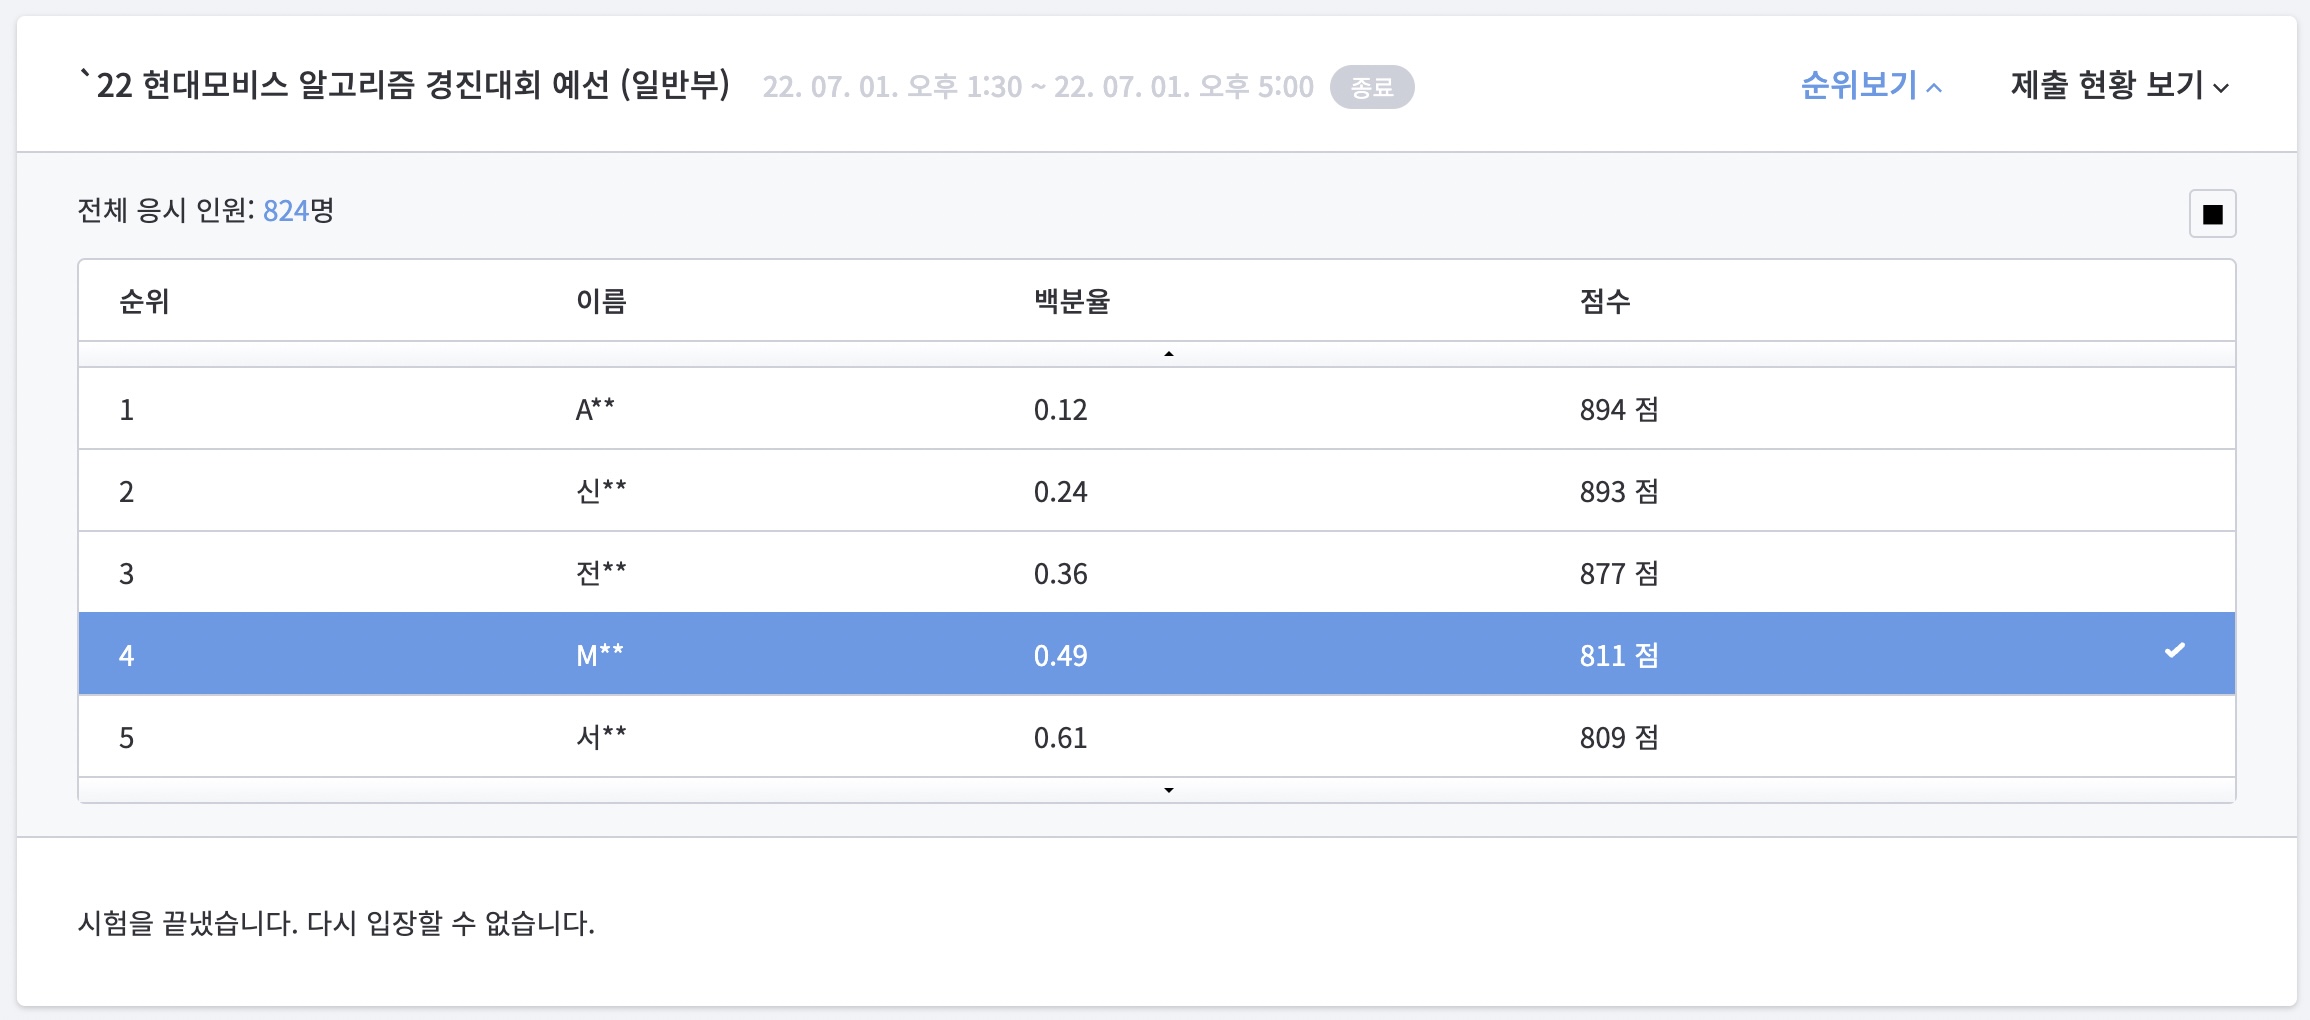 `22 현대모비스 알고리즘 경진대회 예선 (일반부) 22. 07. 01. 오후 1:30 ~ 22. 07. 01. 오후 5:00 종료 순위보기 제출 현황 보기
전체 응시 인원: 824명
순위 이름 백분율 점수
1 A** 0.12 894 점
2 신** 0.24 893 점
3 전** 0.36 877 점
4 M** 0.49 811 점
5 서** 0.61 809 점
시험을 끝냈습니다. 다시 입장할 수 없습니다.